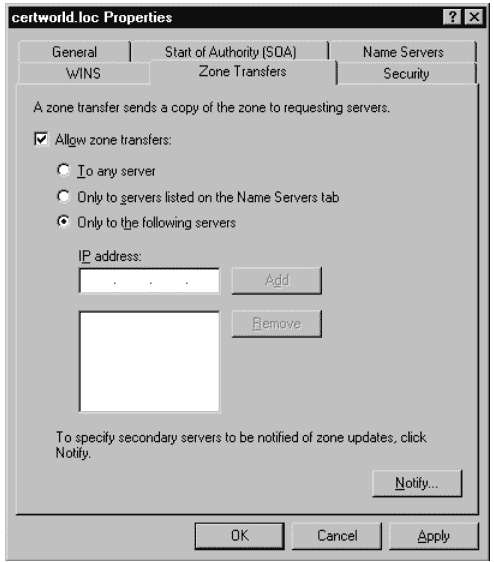 certworld.loc Properties
General Start of Authority (SOA) Name Servers
WINS Zone Transfers Security
A zone transfer sends a copy of the zone to requesting servers.
Allow zone transfers:
To any server
Only to servers listed on the Name Servers tab
Only to the following servers
IP address:
. . . Add
Remove
To specify secondary servers to be notified of zone updates, click
Notify.
Notify...
OK Cancel Apply